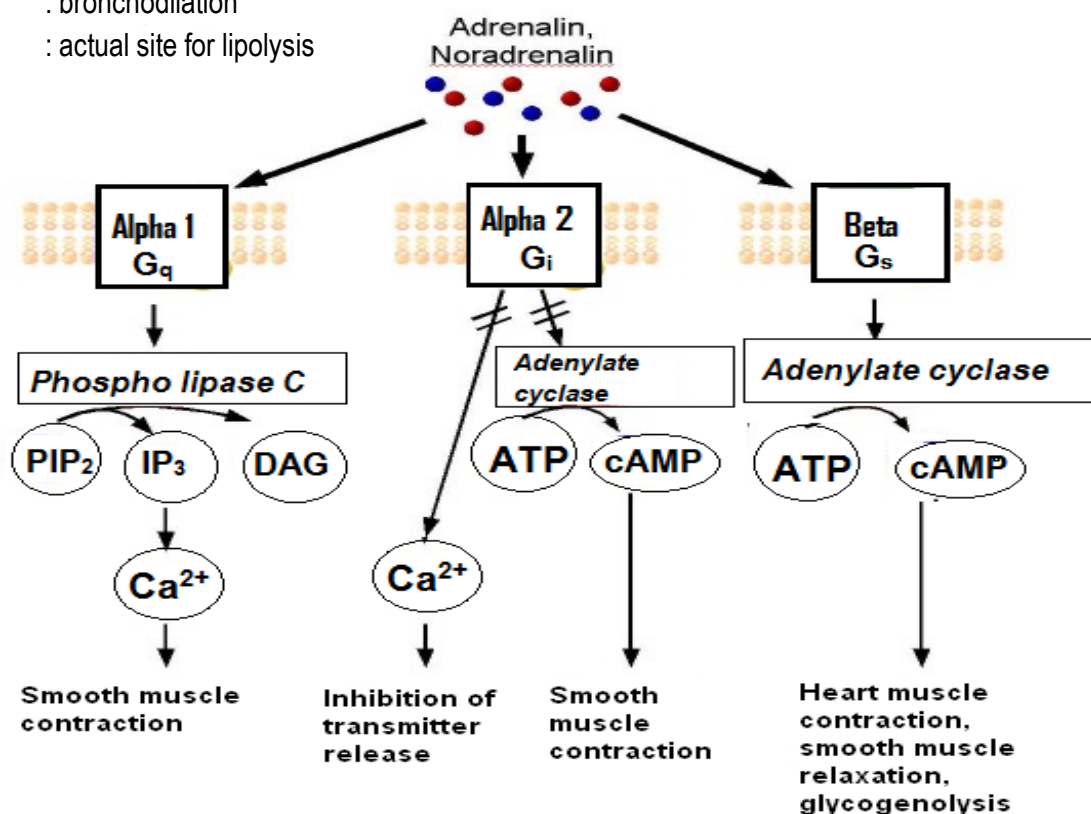 : bronchodilation
: actual site for lipolysis
Adrenalin,
Noradrenalin
Alpha 1
Gq
Alpha 2
Gi
Beta
Gs
Phospho lipase C
Adenylate
cyclase
Adenylate cyclase
PIP2
IP3
DAG
ATP
cAMP
ATP
cAMP
Ca2+
Ca2+
Smooth muscle
contraction
Inhibition of
transmitter
release
Smooth
muscle
contraction
Heart muscle
contraction,
smooth muscle
relaxation,
glycogenolysis